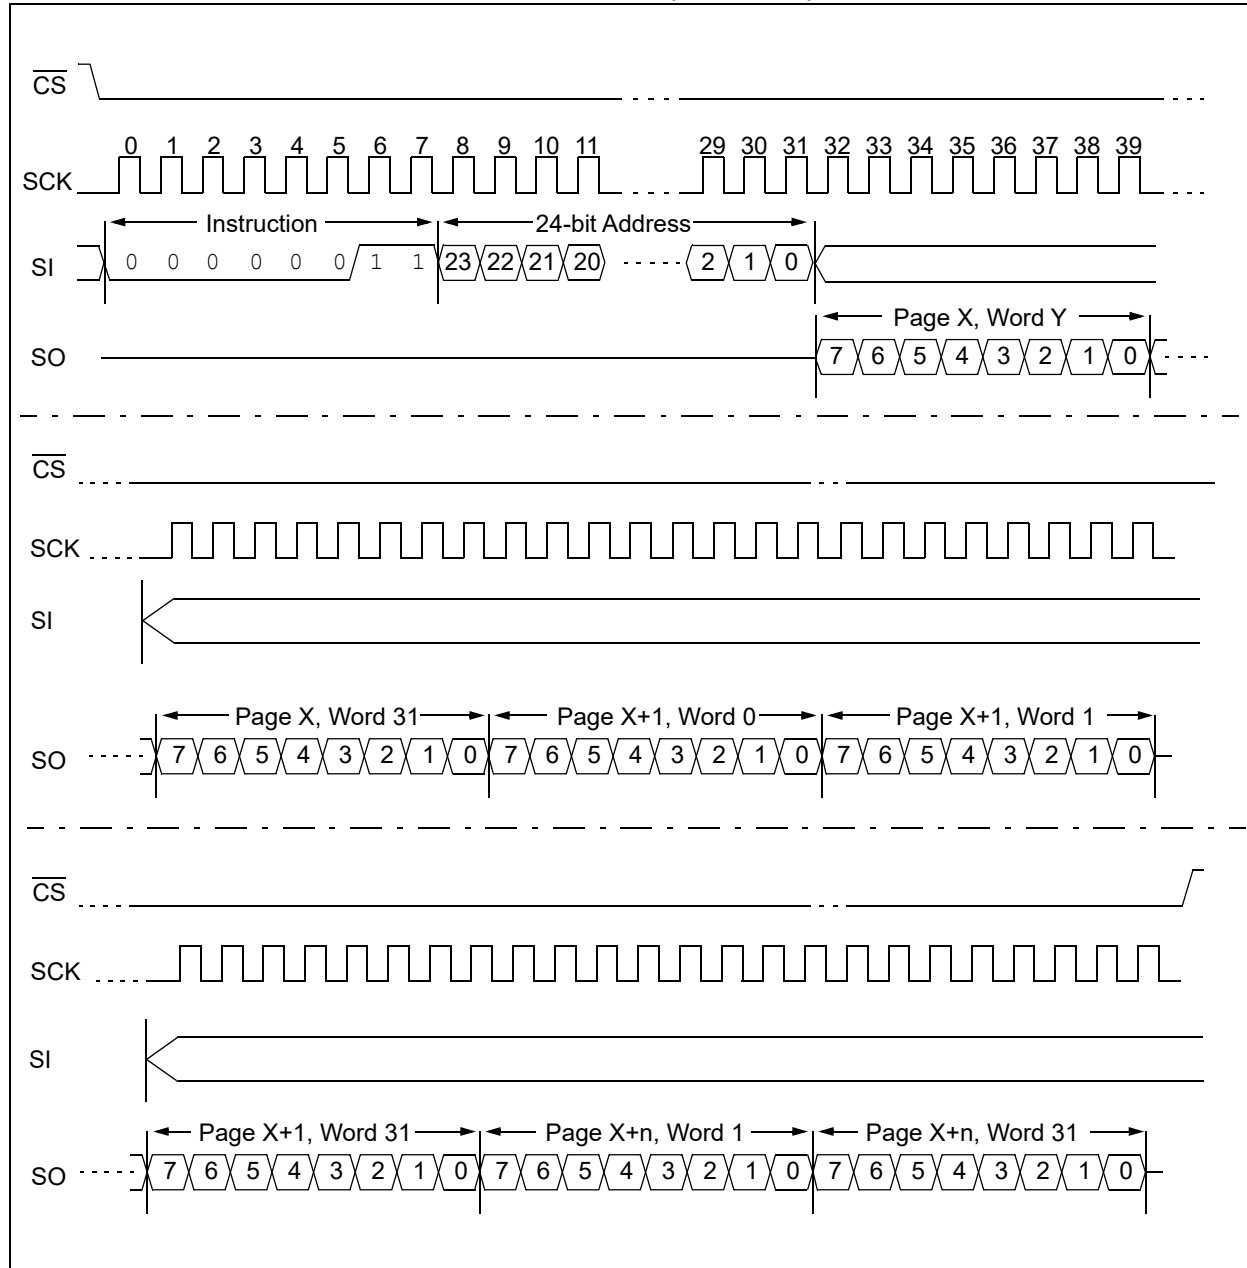 CS
0 1 2 3 4 5 6 7 8 9 10 11 29 30 31 32 33 34 35 36 37 38 39
SCK
Instruction 24-bit Address
SI 0 0 0 0 0 0 1 1 23 22 21 20 2 1 0
Page X, Word Y
SO 7 6 5 4 3 2 1 0
CS
SCK
SI
Page X, Word 31 Page X+1, Word 0 Page X+1, Word 1
SO 7 6 5 4 3 2 1 0 7 6 5 4 3 2 1 0 7 6 5 4 3 2 1 0
CS
SCK
SI
Page X+1, Word 31 Page X+n, Word 1 Page X+n, Word 31
SO 7 6 5 4 3 2 1 0 7 6 5 4 3 2 1 0 7 6 5 4 3 2 1 0